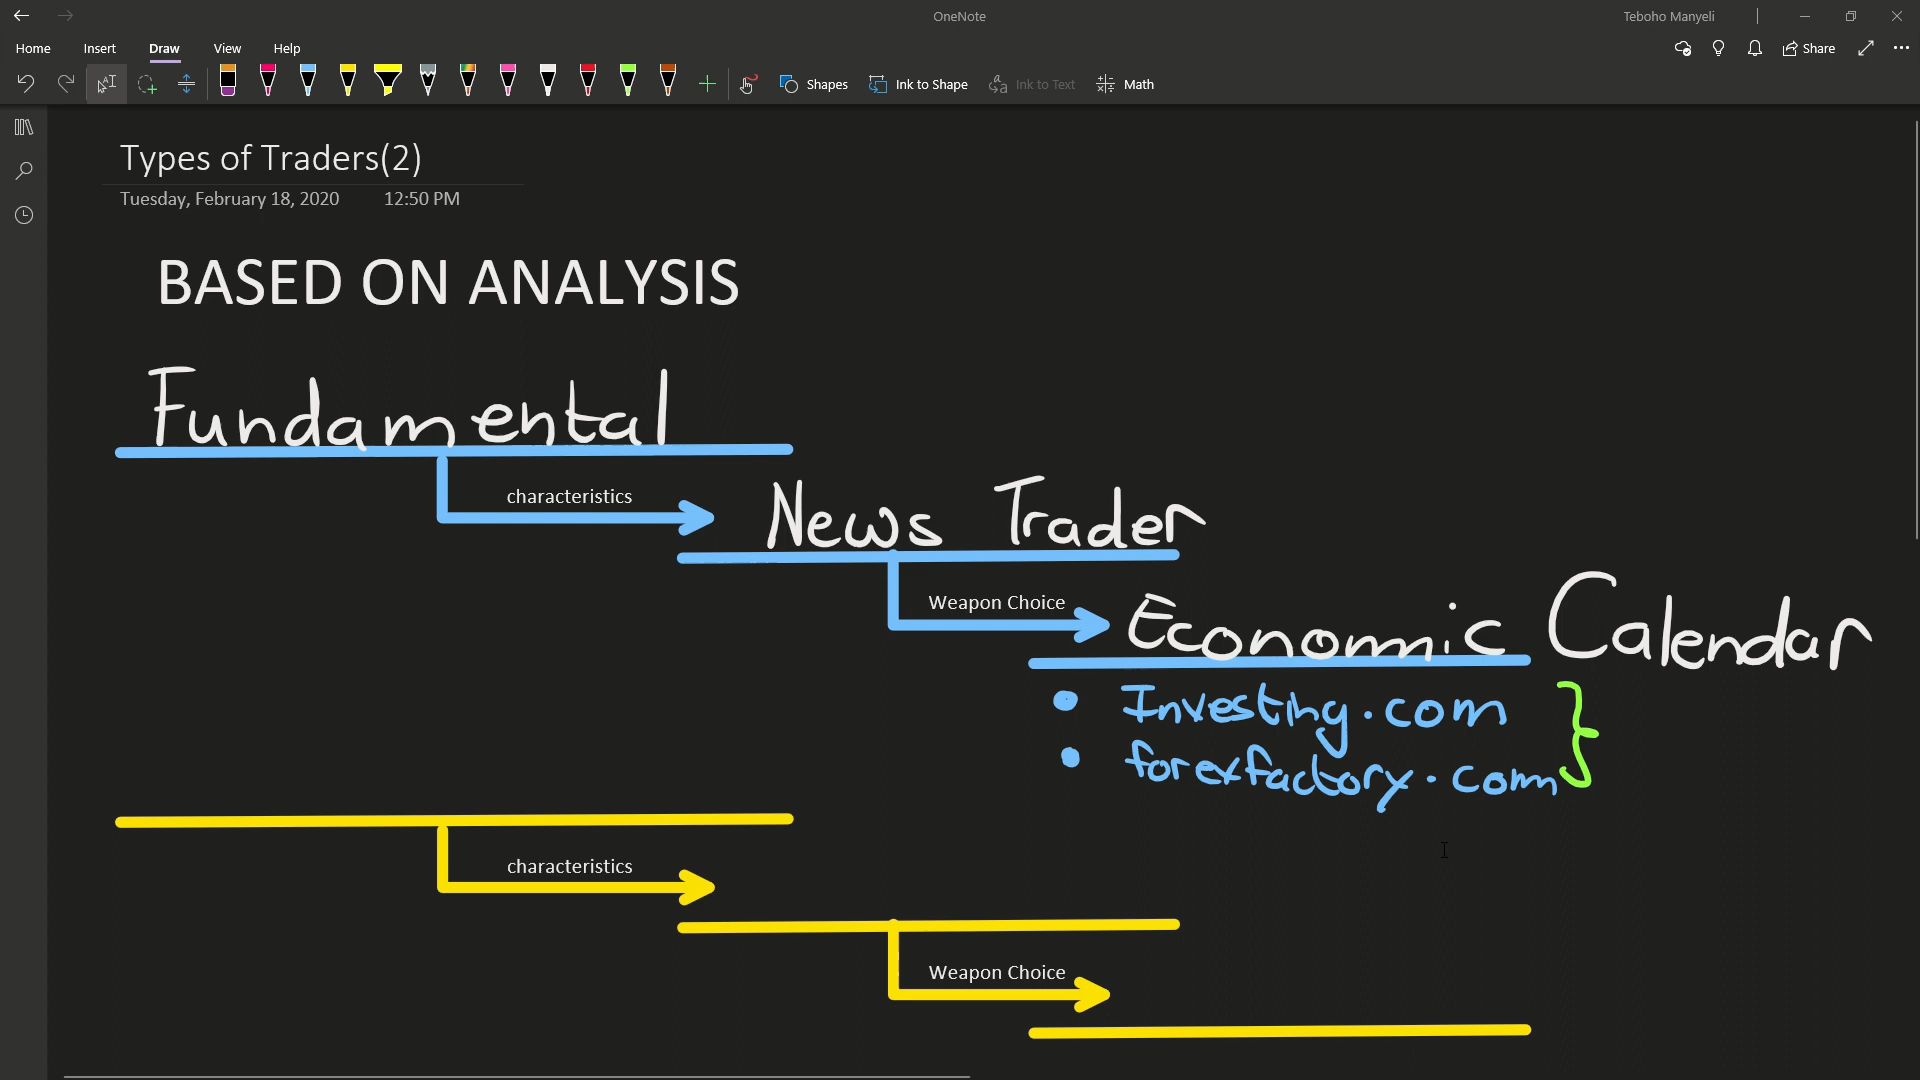 OneNote
Teboho Manyeli
Home Insert Draw View Help
Share
Shapes Ink to Shape Ink to Text Math
Types of Traders(2)
Tuesday, February 18, 2020 12:50 PM
BASED ON ANALYSIS
Fundamental
characteristics
News Trader
Weapon Choice
Economic Calendar
• Investing.com
• forexfactory.com
characteristics
Weapon Choice